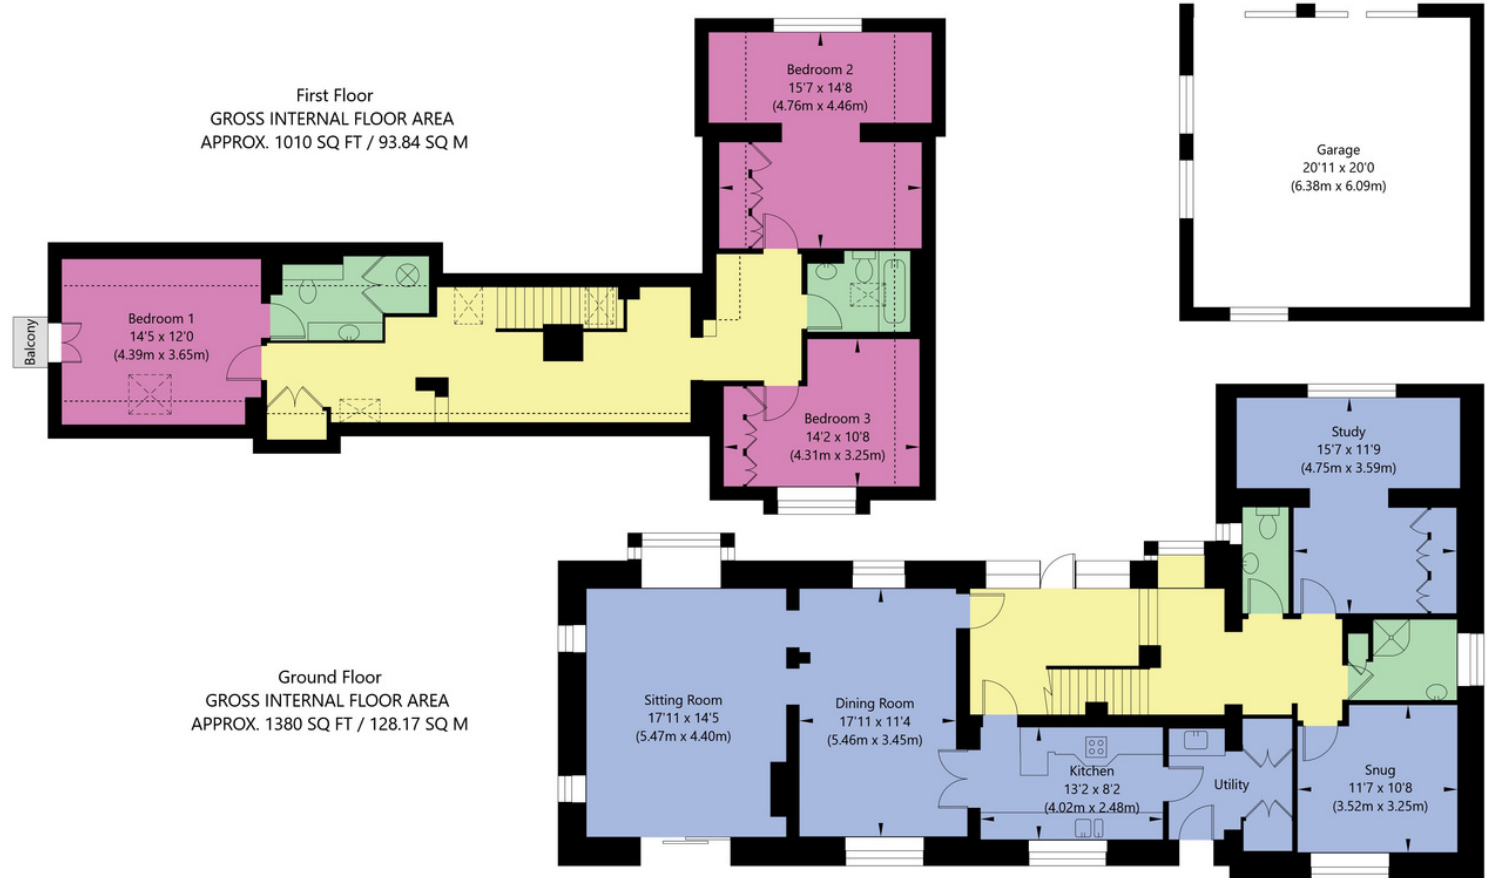 First Floor
GROSS INTERNAL FLOOR AREA
APPROX. 1010 SQ FT / 93.84 SQ M
Bedroom 2
15'7 x 14'8
(4.76m x 4.46m)
Garage
20'11 x 20'0
(6.38m x 6.09m)
Balcony
Bedroom 1
14'5 x 12'0
(4.39m x 3.65m)
Bedroom 3
14'2 x 10'8
(4.31m x 3.25m)
Study
15'7 x 11'9
(4.75m x 3.59m)
Ground Floor
GROSS INTERNAL FLOOR AREA
APPROX. 1380 SQ FT / 128.17 SQ M
Sitting Room
17'11 x 14'5
(5.47m x 4.40m)
Dining Room
17'11 x 11'4
(5.46m x 3.45m)
Kitchen
13'2 x 8'2
(4.02m x 2.48m)
Utility
Snug
11'7 x 10'8
(3.52m x 3.25m)